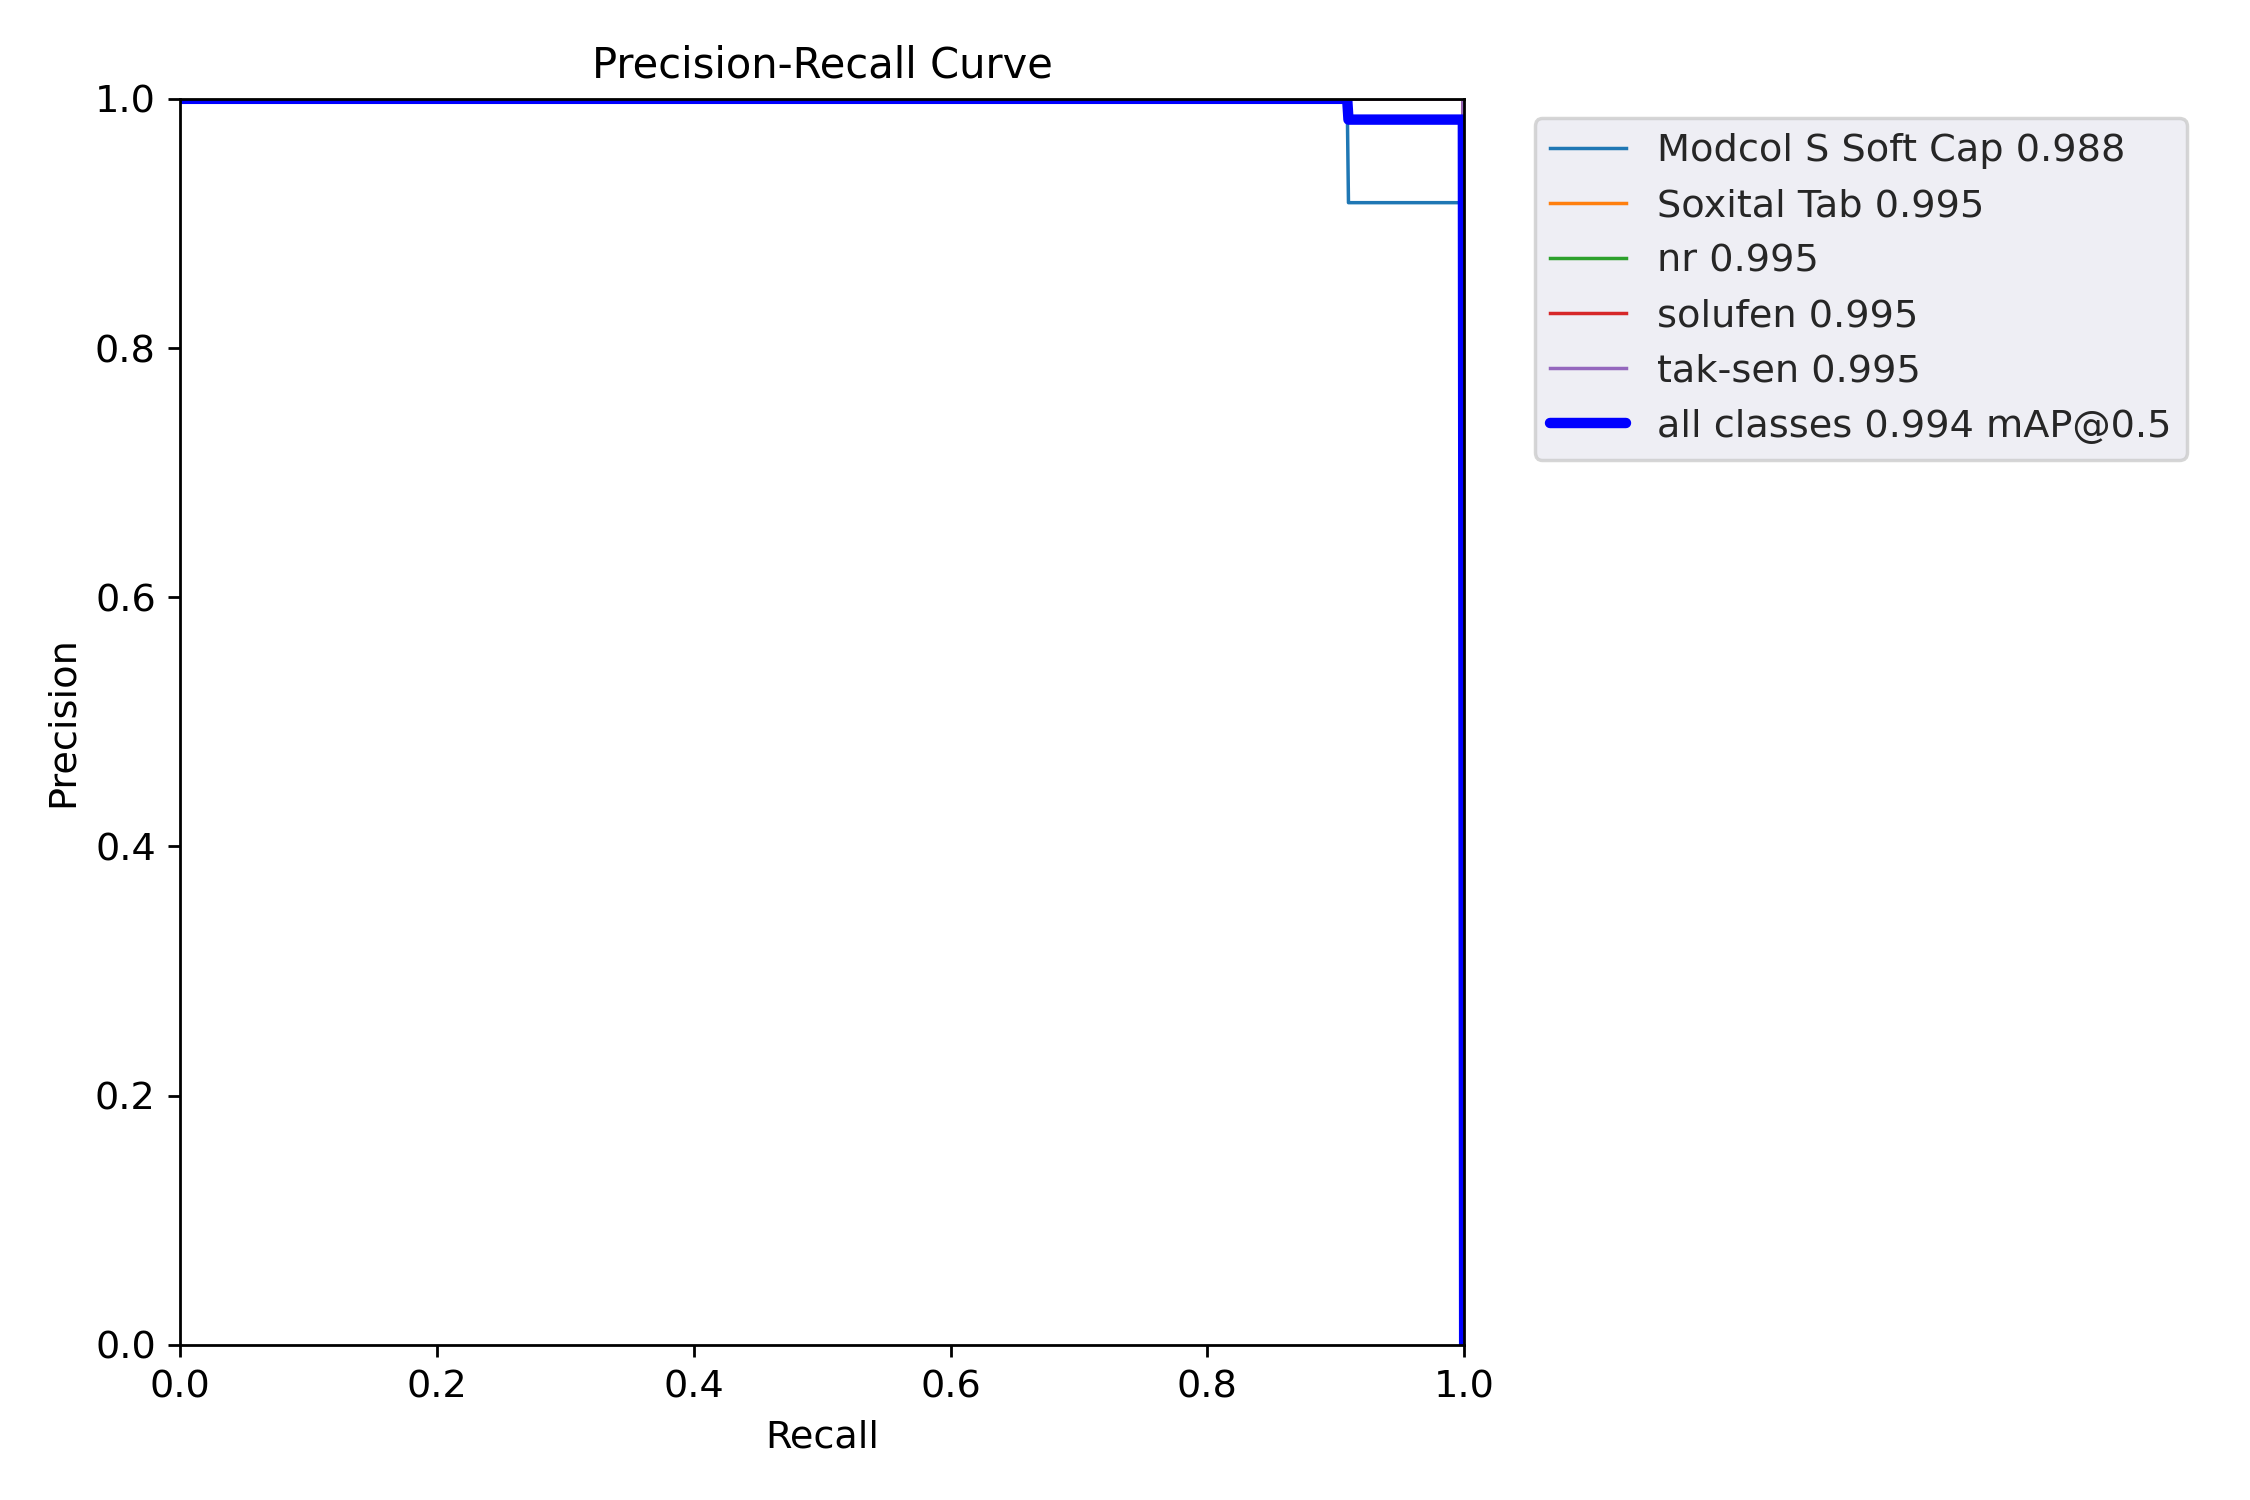 Precision-Recall Curve
1.0
0.8
0.6
0.4
0.2
0.0
Precision
0.0 0.2 0.4 0.6 0.8 1.0
Recall
Modcol S Soft Cap 0.988
Soxital Tab 0.995
nr 0.995
solufen 0.995
tak-sen 0.995
all classes 0.994 mAP@0.5